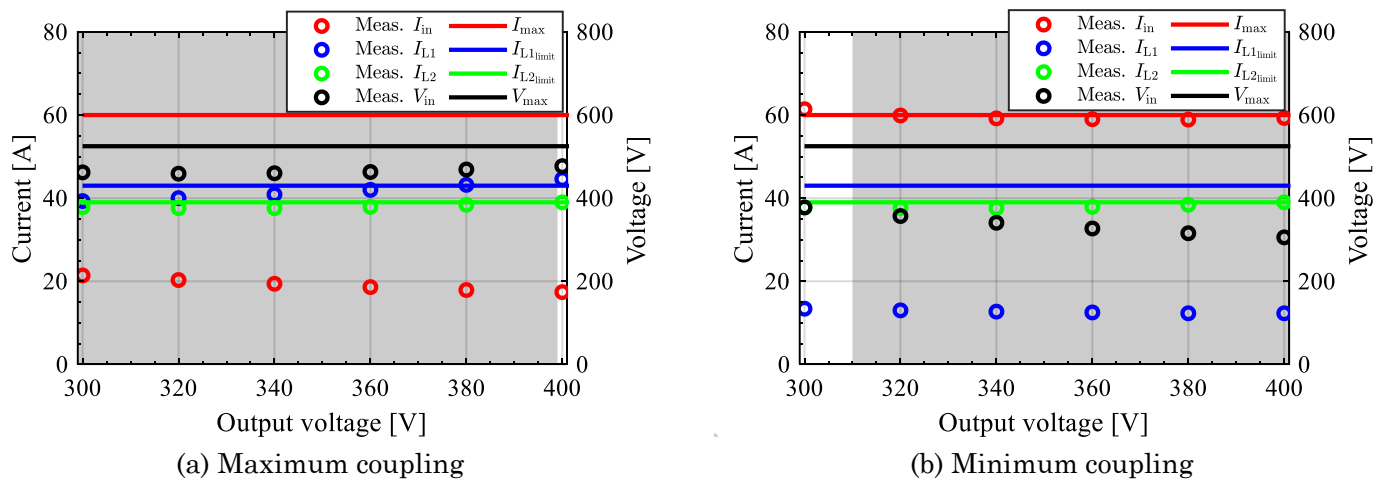 Meas. I_in I_max
Meas. I_L1 I_L1limit
Meas. I_L2 I_L2limit
Meas. V_in V_max
80
60
40
20
0
Current [A]
800
600
400
200
0
Voltage [V]
300 320 340 360 380 400
Output voltage [V]
(a) Maximum coupling
Meas. I_in I_max
Meas. I_L1 I_L1limit
Meas. I_L2 I_L2limit
Meas. V_in V_max
80
60
40
20
0
Current [A]
800
600
400
200
0
Voltage [V]
300 320 340 360 380 400
Output voltage [V]
(b) Minimum coupling